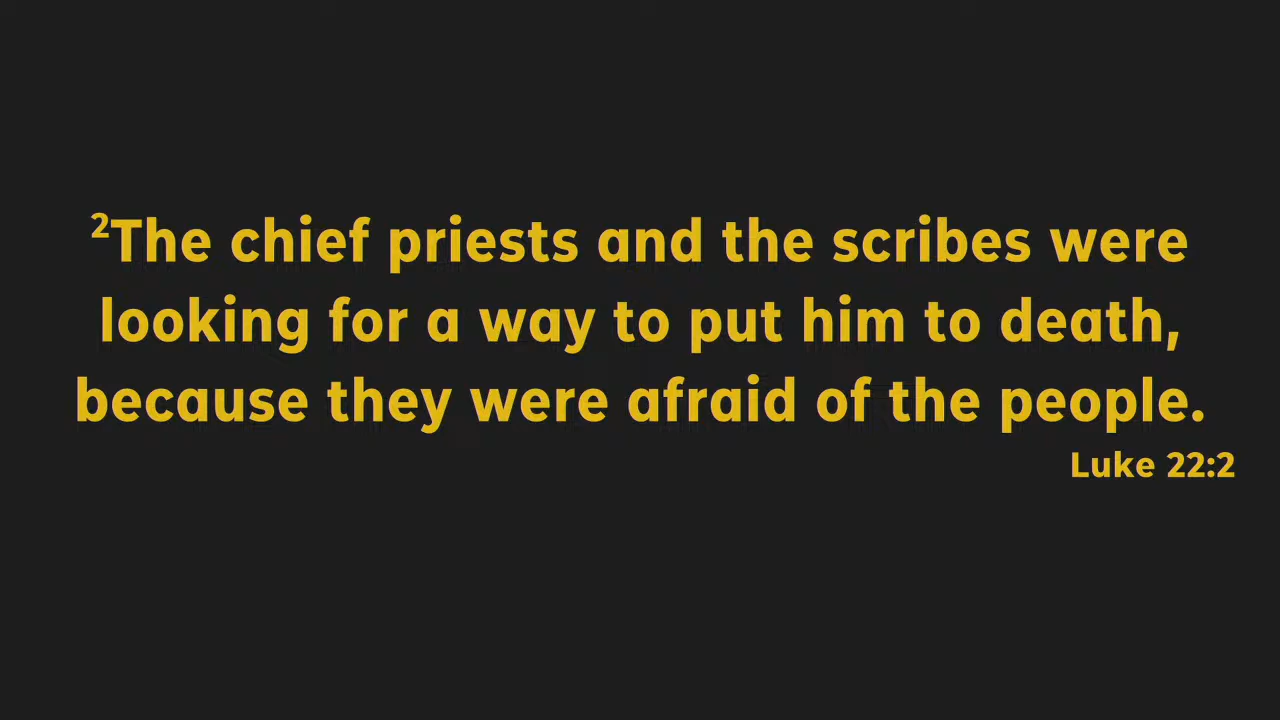 ²The chief priests and the scribes were
looking for a way to put him to death,
because they were afraid of the people.
Luke 22:2